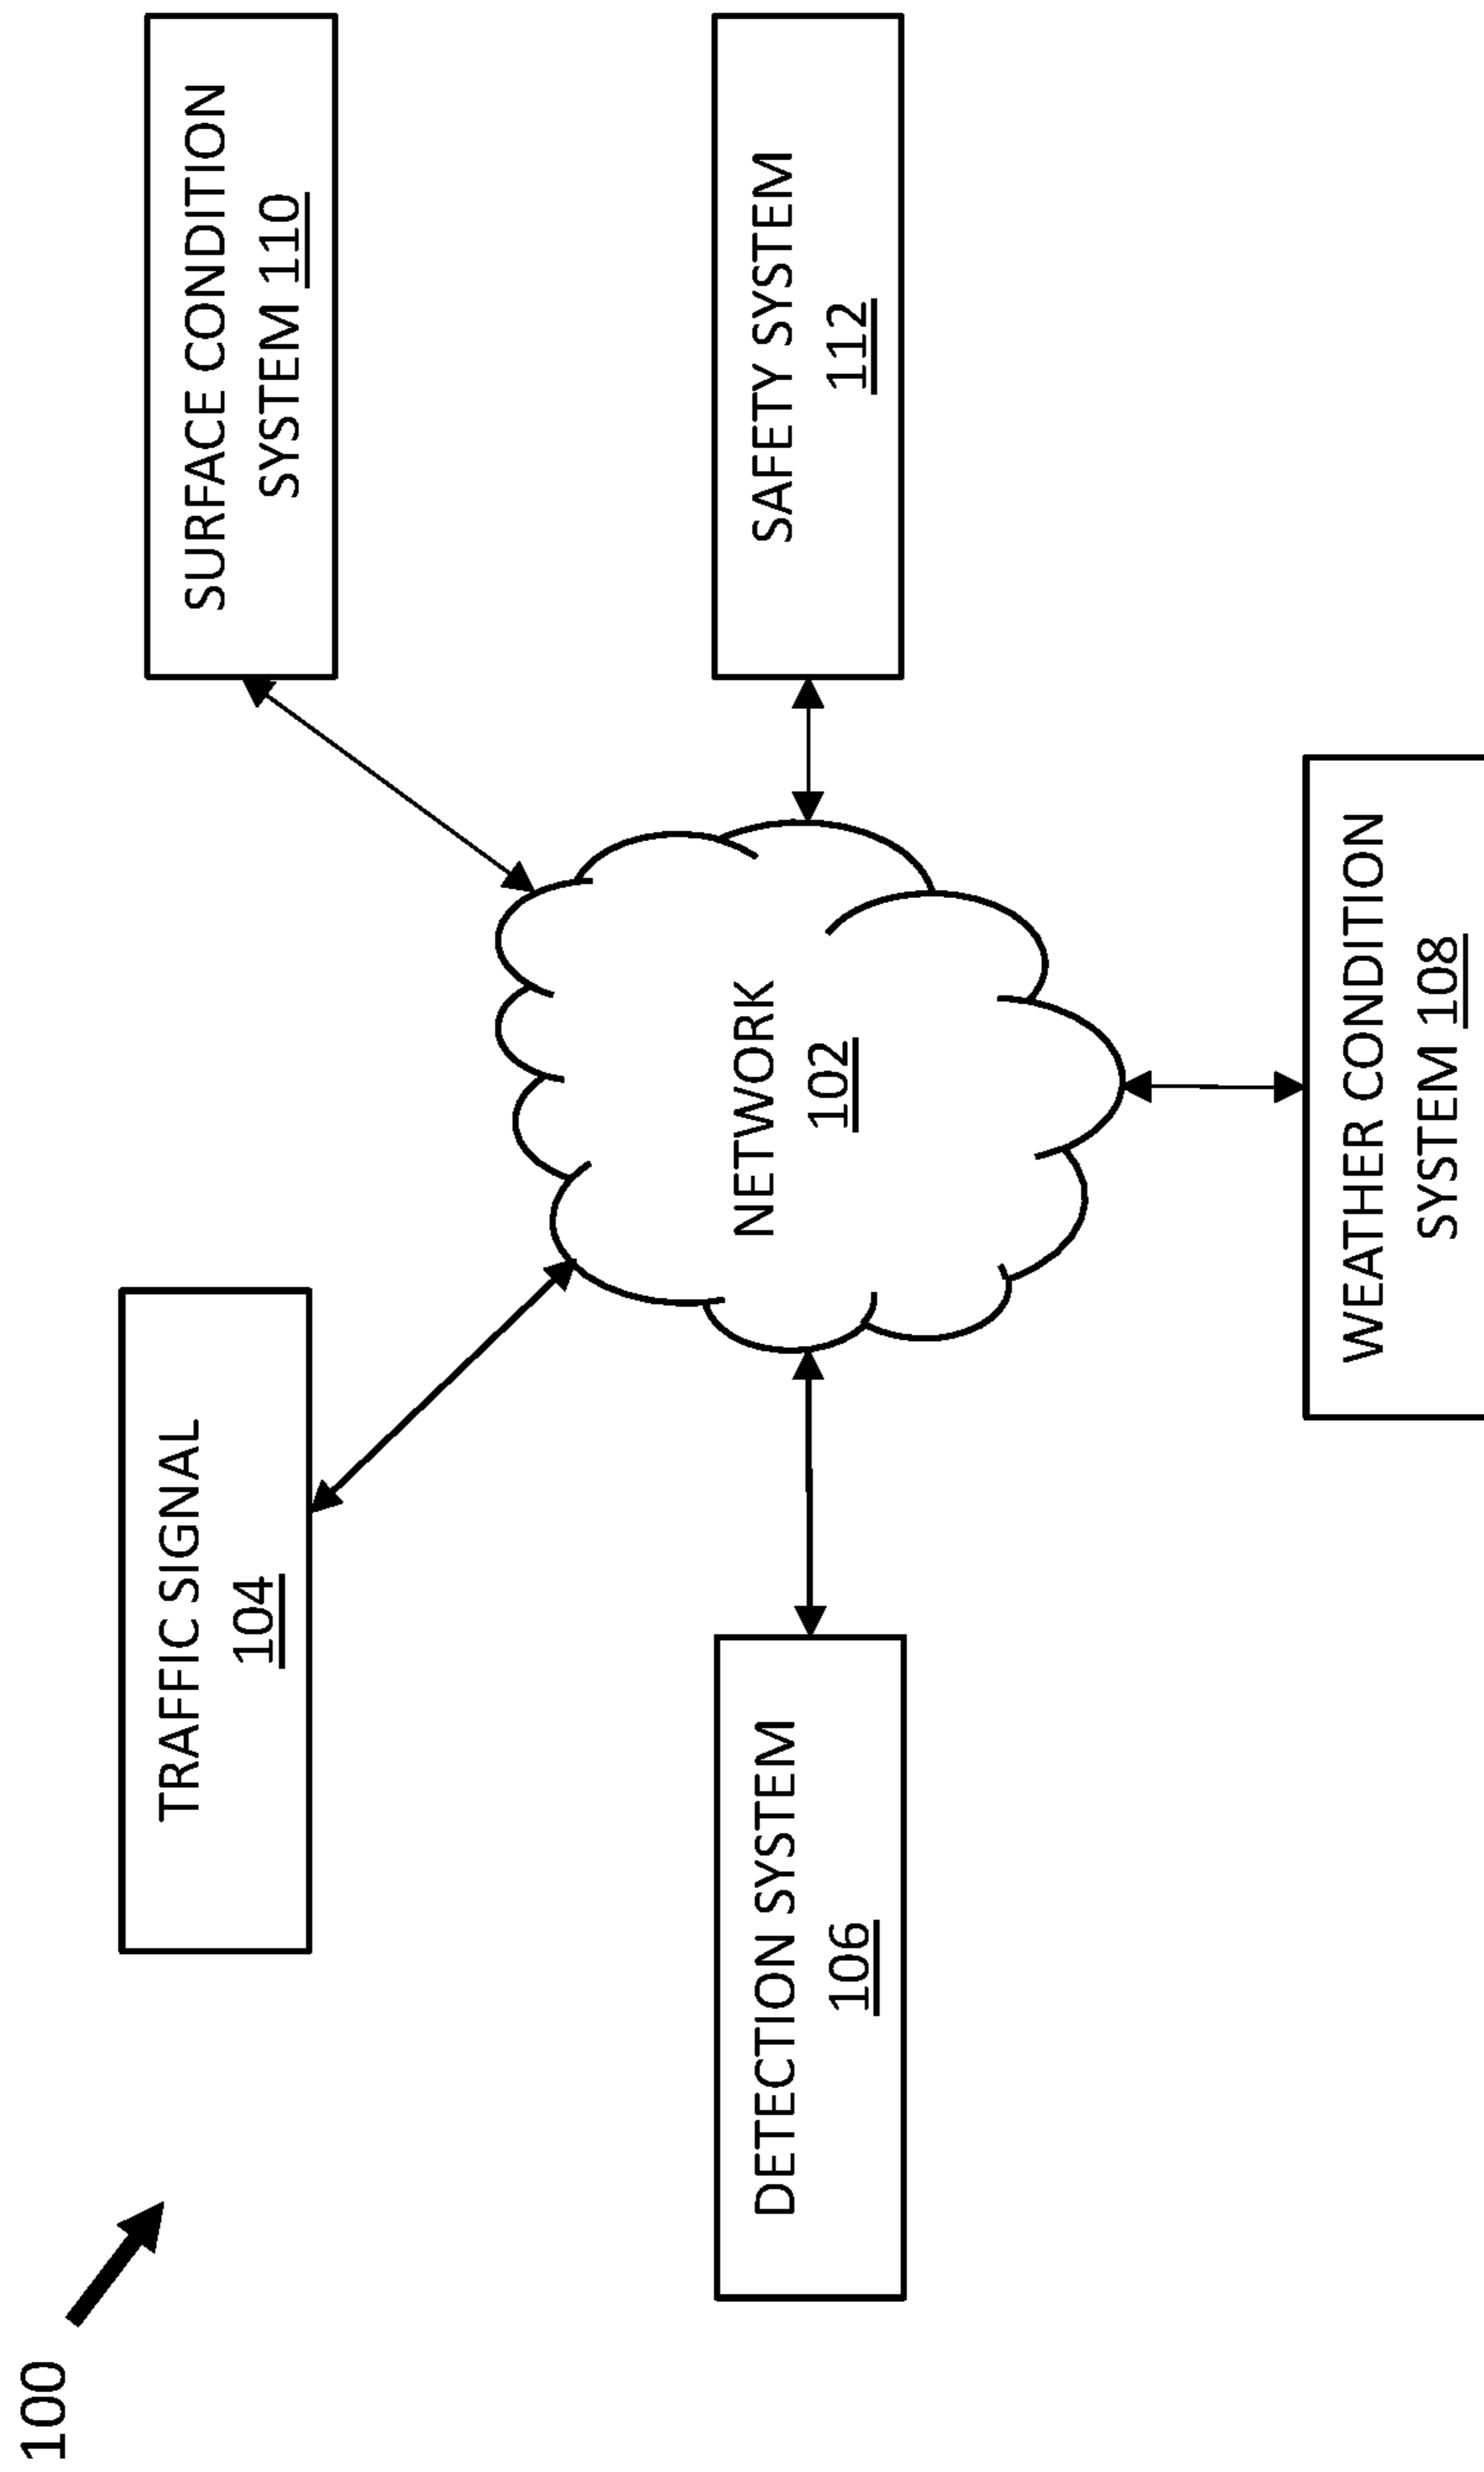 100
TRAFFIC SIGNAL
104
SURFACE CONDITION
SYSTEM 110
DETECTION SYSTEM
106
NETWORK
102
SAFETY SYSTEM
112
WEATHER CONDITION
SYSTEM 108